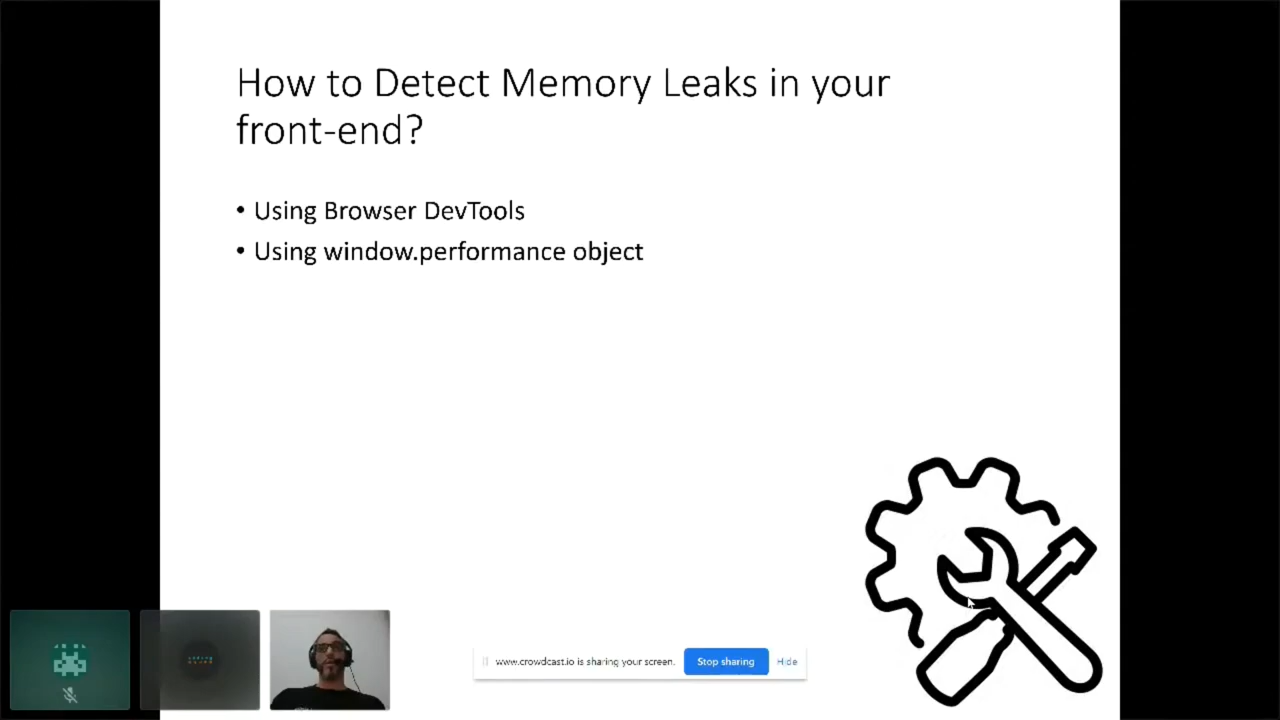 How to Detect Memory Leaks in your
front-end?
• Using Browser DevTools
• Using window.performance object
www.crowdcast.io is sharing your screen.
Stop sharing
Hide